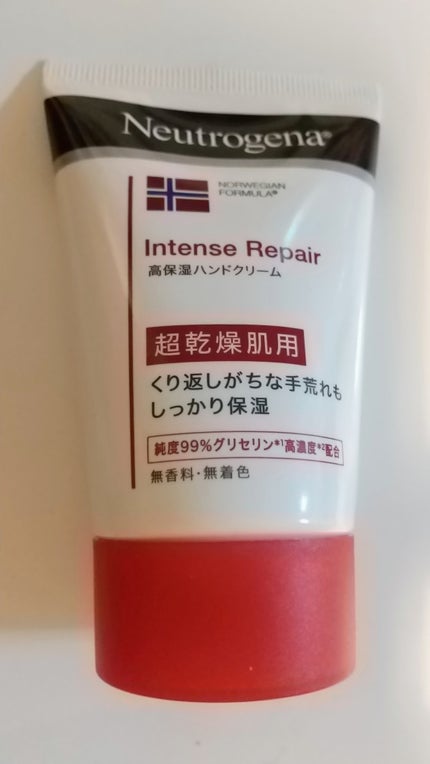 Neutrogena®
NORWEGIAN
FORMULA®
Intense Repair
高保湿ハンドクリーム
超乾燥肌用
くり返しがちな手荒れも
しっかり保湿
純度99%グリセリン*1高濃度*2配合
無香料・無着色